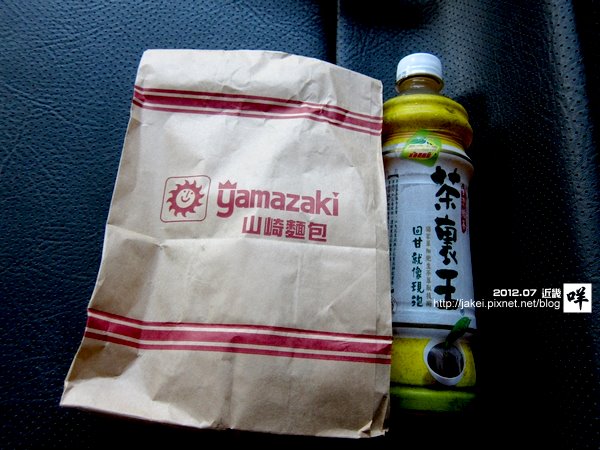 yamazaki
山崎麵包
茶裏王
回甘 就像現泡
2012.07 近畿
咩
http://jakei.pixnet.net/blog